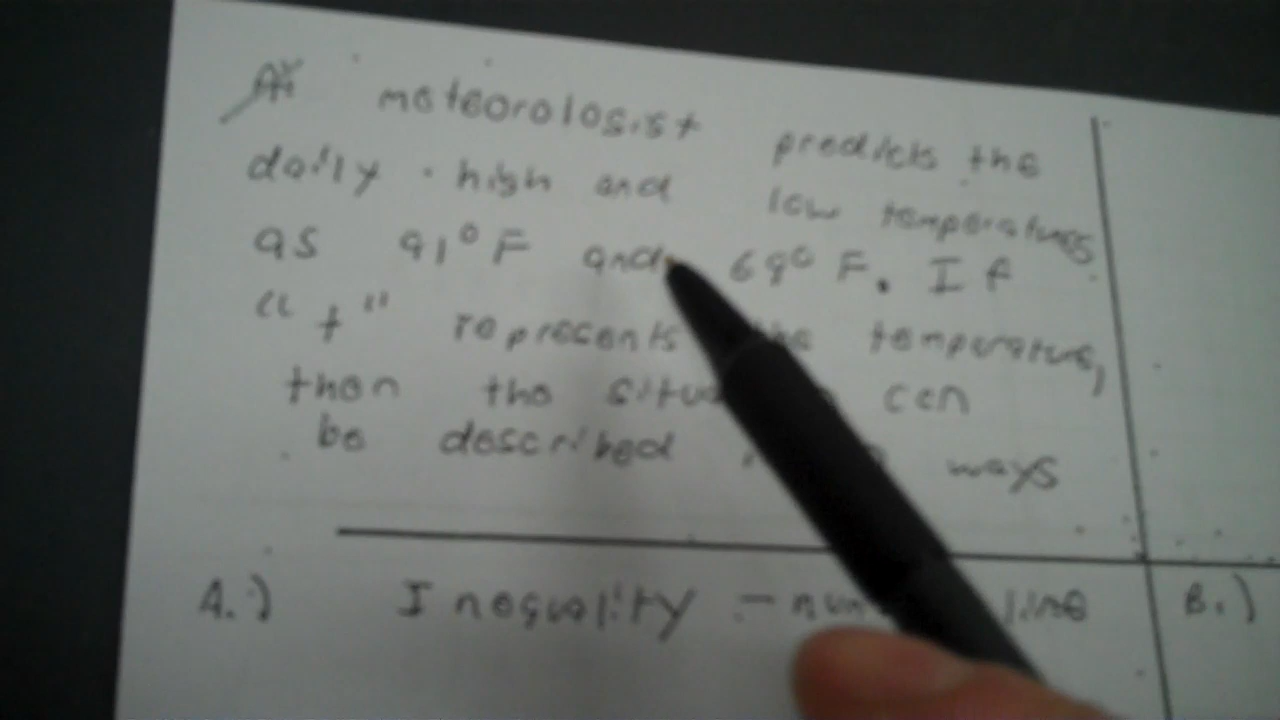 meteorologist predicts the
daily high and low temperatures
as 91° F and 69° F. If
"t" represents the temperature,
then the can
be described ways
A.) Inequality - line
B.)